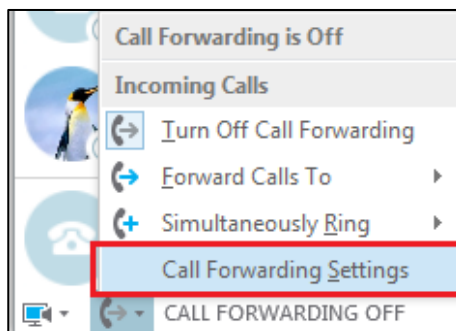 Call Forwarding is Off
Incoming Calls
Turn Off Call Forwarding
Forward Calls To
Simultaneously Ring
Call Forwarding Settings
CALL FORWARDING OFF